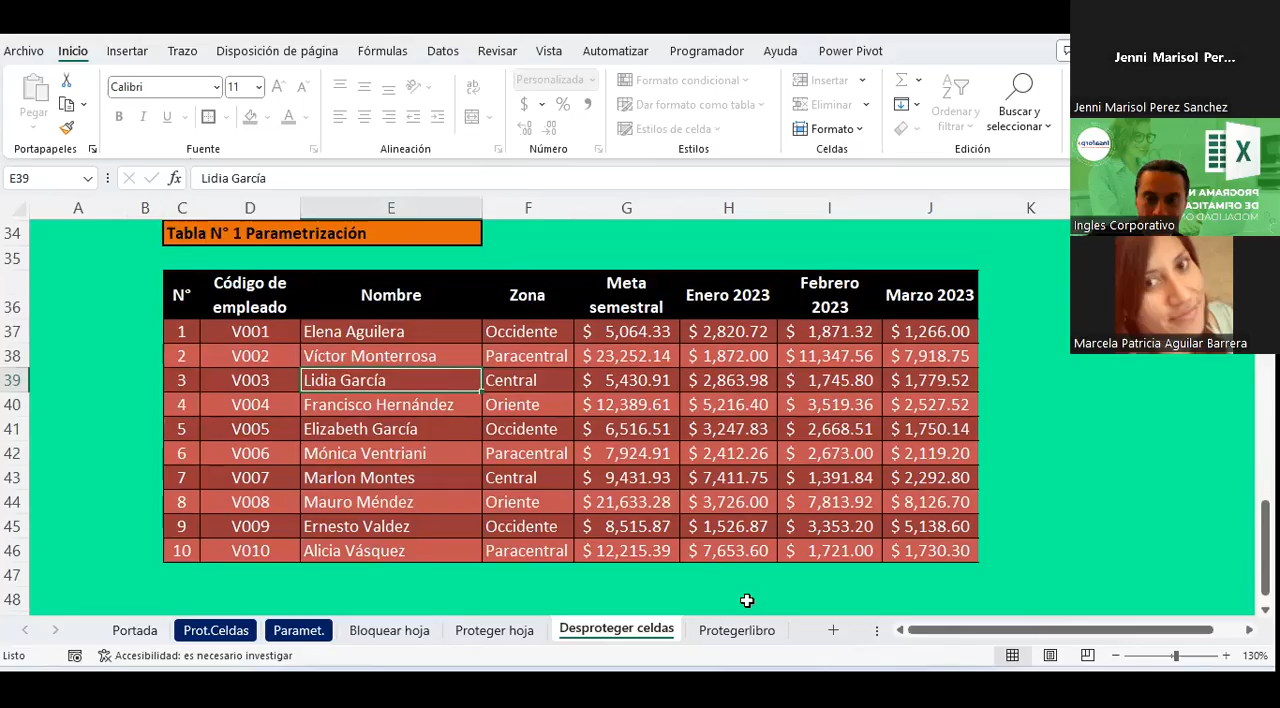 Archivo Inicio Insertar Trazo Disposición de página Fórmulas Datos Revisar Vista Automatizar Programador Ayuda Power Pivot
Pegar
Portapapeles
Calibri 11
N K S
Fuente
Alineación
Personalizada
$ %
Número
Formato condicional
Dar formato como tabla
Estilos de celda
Estilos
Insertar
Eliminar
Formato
Celdas
Ordenar y filtrar
Buscar y seleccionar
Edición
E39 fx Lidia García
A B C D E F G H I J K
34 Tabla N° 1 Parametrización
35
36 N° Código de empleado Nombre Zona Meta semestral Enero 2023 Febrero 2023 Marzo 2023
37 1 V001 Elena Aguilera Occidente $ 5,064.33 $ 2,820.72 $ 1,871.32 $ 1,266.00
38 2 V002 Víctor Monterrosa Paracentral $ 23,252.14 $ 1,872.00 $ 11,347.56 $ 7,918.75
39 3 V003 Lidia García Central $ 5,430.91 $ 2,863.98 $ 1,745.80 $ 1,779.52
40 4 V004 Francisco Hernández Oriente $ 12,389.61 $ 5,216.40 $ 3,519.36 $ 2,527.52
41 5 V005 Elizabeth García Occidente $ 6,516.51 $ 3,247.83 $ 2,668.51 $ 1,750.14
42 6 V006 Mónica Ventriani Paracentral $ 7,924.91 $ 2,412.26 $ 2,673.00 $ 2,119.20
43 7 V007 Marlon Montes Central $ 9,431.93 $ 7,411.75 $ 1,391.84 $ 2,292.80
44 8 V008 Mauro Méndez Oriente $ 21,633.28 $ 3,726.00 $ 7,813.92 $ 8,126.70
45 9 V009 Ernesto Valdez Occidente $ 8,515.87 $ 1,526.87 $ 3,353.20 $ 5,138.60
46 10 V010 Alicia Vásquez Paracentral $ 12,215.39 $ 7,653.60 $ 1,721.00 $ 1,730.30
47
48
Portada Prot.Celdas Paramet. Bloquear hoja Proteger hoja Desproteger celdas Protegerlibro
Listo Accesibilidad: es necesario investigar 130%
Jenni Marisol Per...
Jenni Marisol Perez Sanchez
PROGRAMA N
DE OFIMATICA
MODALIDAD
Ingles Corporativo
Marcela Patricia Aguilar Barrera